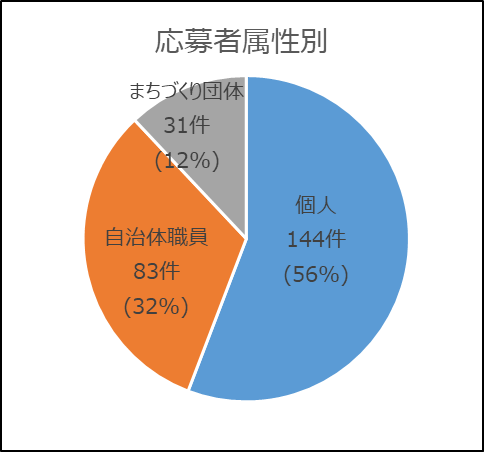 応募者属性別
まちづくり団体
31件
(12%)
個人
144件
(56%)
自治体職員
83件
(32%)